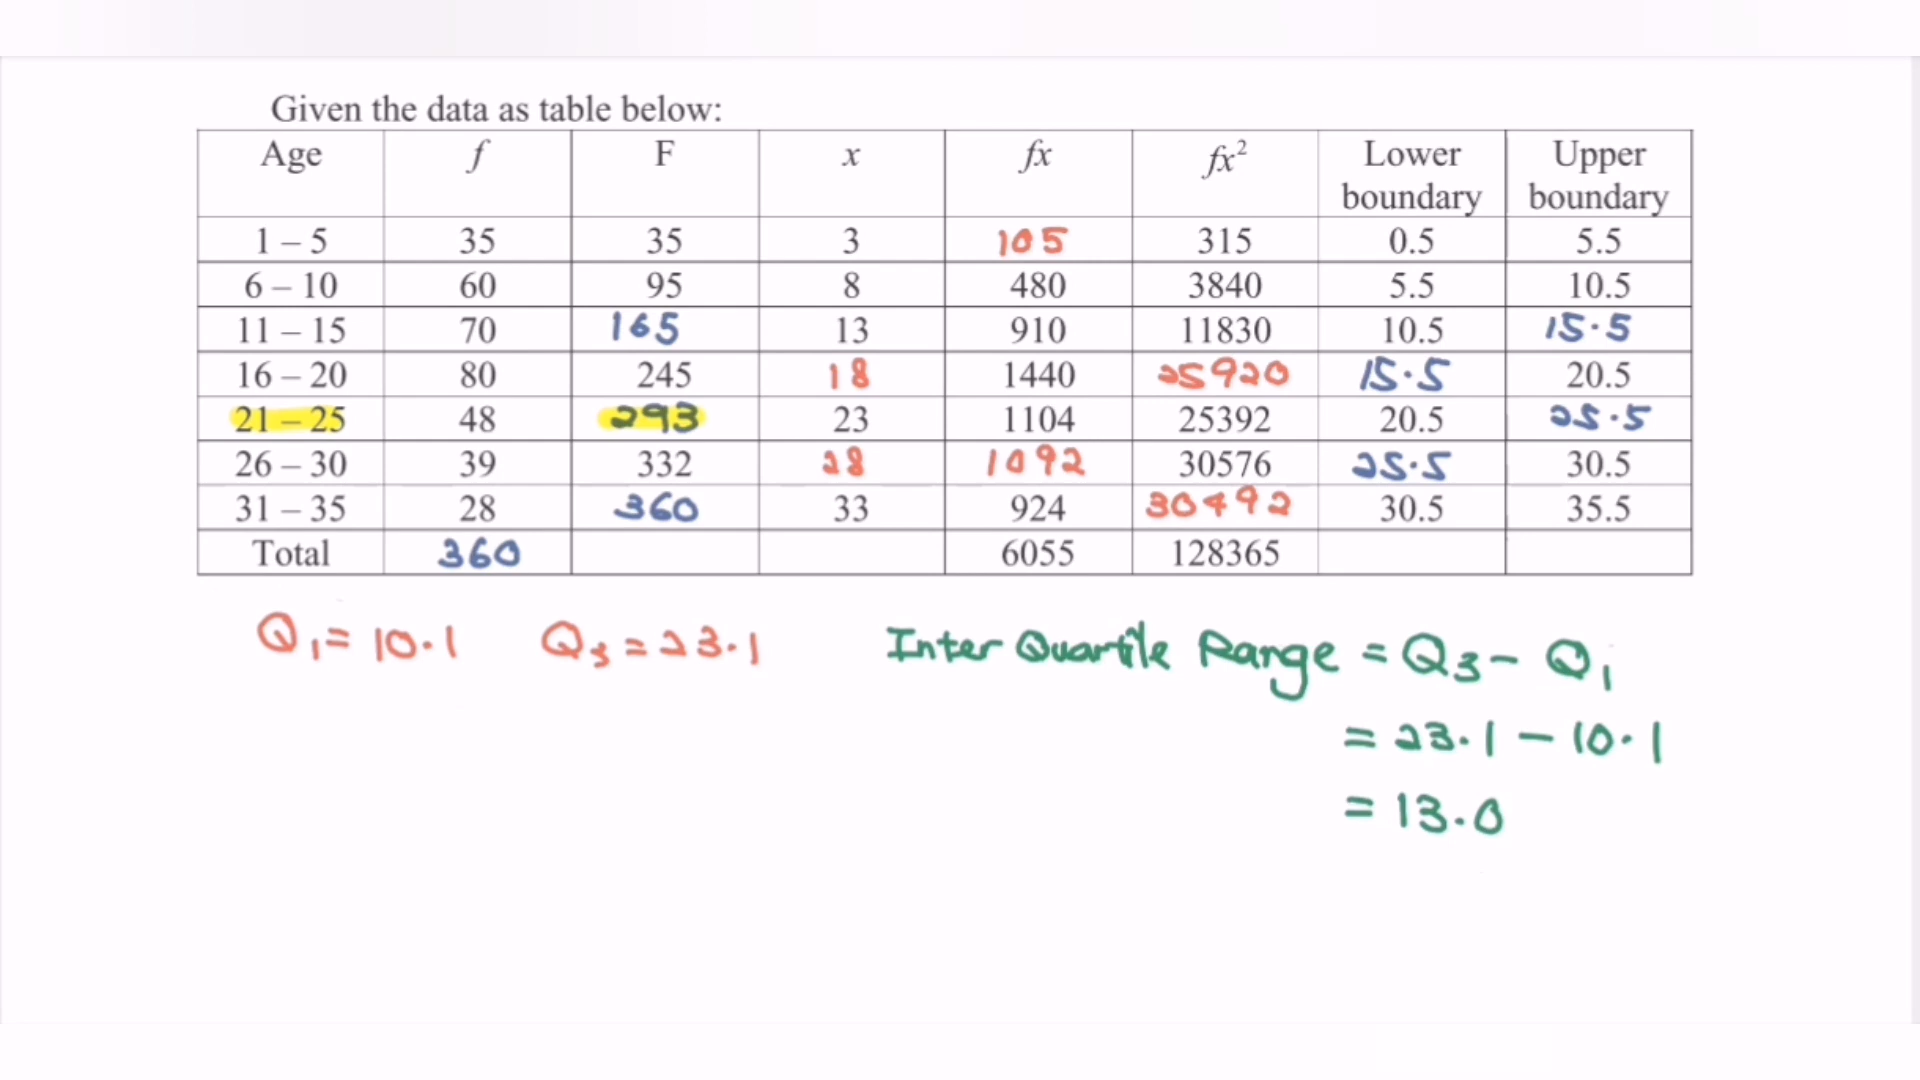 Given the data as table below:
Age f F x fx fx² Lower boundary Upper boundary
1 – 5 35 35 3 105 315 0.5 5.5
6 – 10 60 95 8 480 3840 5.5 10.5
11 – 15 70 165 13 910 11830 10.5 15.5
16 – 20 80 245 18 1440 25920 15.5 20.5
21 – 25 48 293 23 1104 25392 20.5 25.5
26 – 30 39 332 28 1092 30576 25.5 30.5
31 – 35 28 360 33 924 30492 30.5 35.5
Total 360 6055 128365
Q₁ = 10.1 Q₃ = 23.1 Inter Quartile Range = Q₃ – Q₁
= 23.1 – 10.1
= 13.0